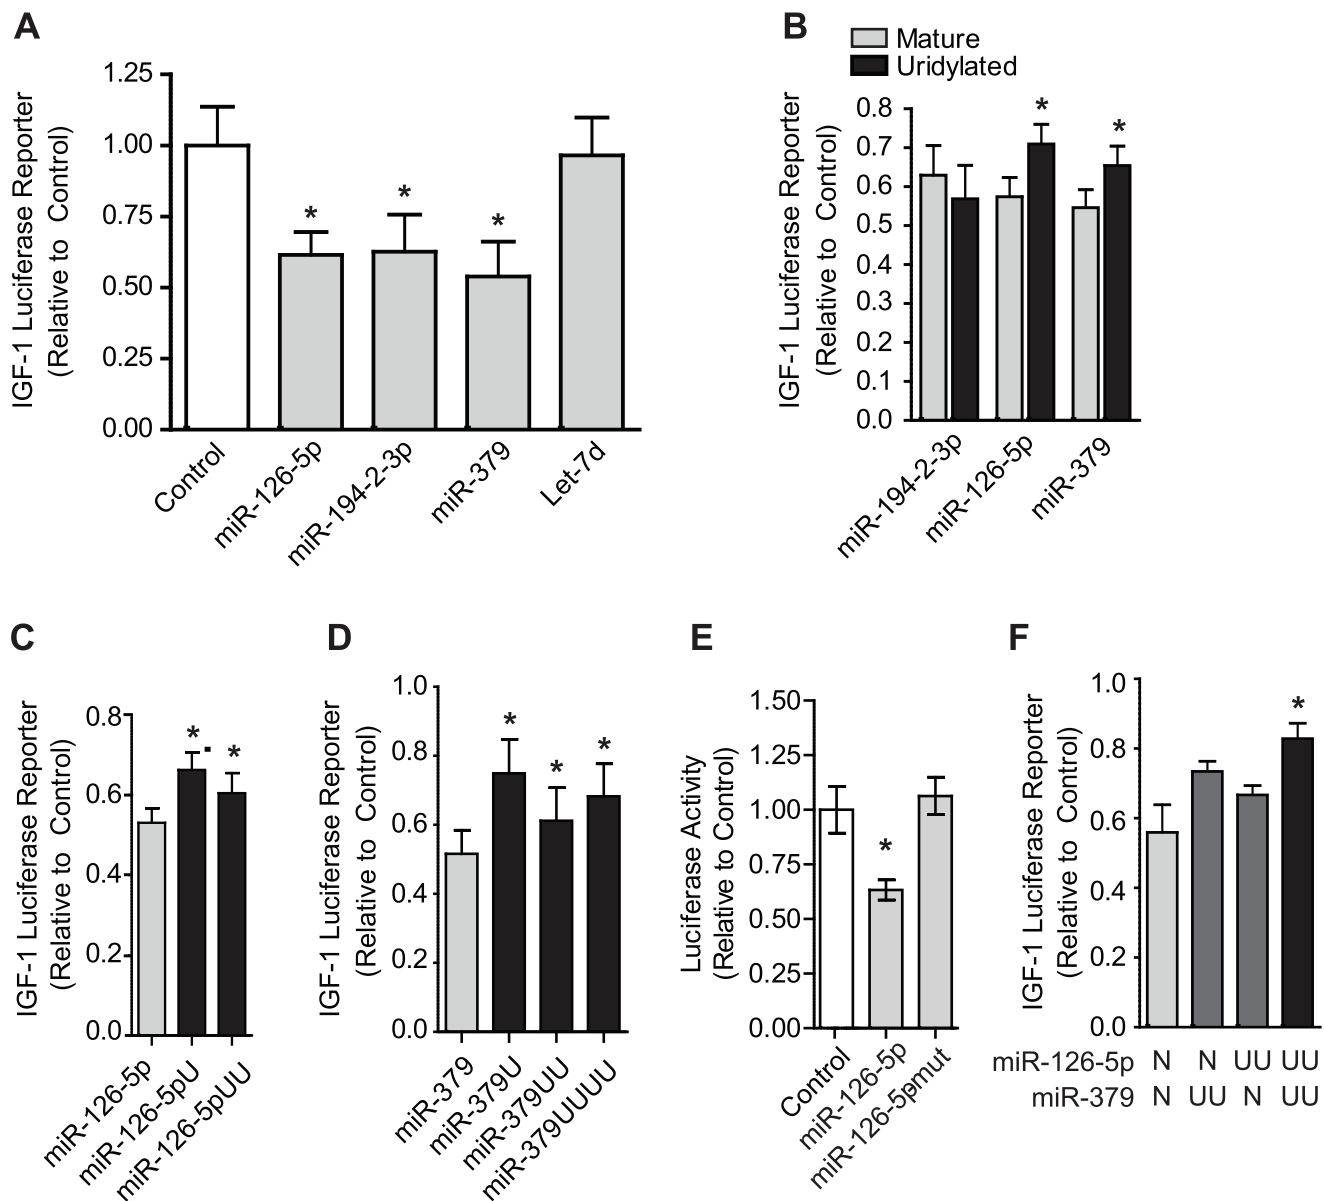 A
IGF-1 Luciferase Reporter
(Relative to Control)
1.25
1.00
0.75
0.50
0.25
0.00
*
*
*
Control
miR-126-5p
miR-194-2-3p
miR-379
Let-7d
B
Mature
Uridylated
IGF-1 Luciferase Reporter
(Relative to Control)
0.8
0.7
0.6
0.5
0.4
0.3
0.2
0.1
0.0
*
*
miR-194-2-3p
miR-126-5p
miR-379
C
IGF-1 Luciferase Reporter
(Relative to Control)
0.8
0.6
0.4
0.2
0.0
*
*
miR-126-5p
miR-126-5pU
miR-126-5pUU
D
IGF-1 Luciferase Reporter
(Relative to Control)
1.0
0.8
0.6
0.4
0.2
0.0
*
*
*
miR-379
miR-379U
miR-379UU
miR-379UUUU
E
Luciferase Activity
(Relative to Control)
1.50
1.25
1.00
0.75
0.50
0.25
0.00
*
Control
miR-126-5p
miR-126-5pmut
F
IGF-1 Luciferase Reporter
(Relative to Control)
1.0
0.8
0.6
0.4
0.2
0.0
*
miR-126-5p N N UU UU
miR-379 N UU N UU